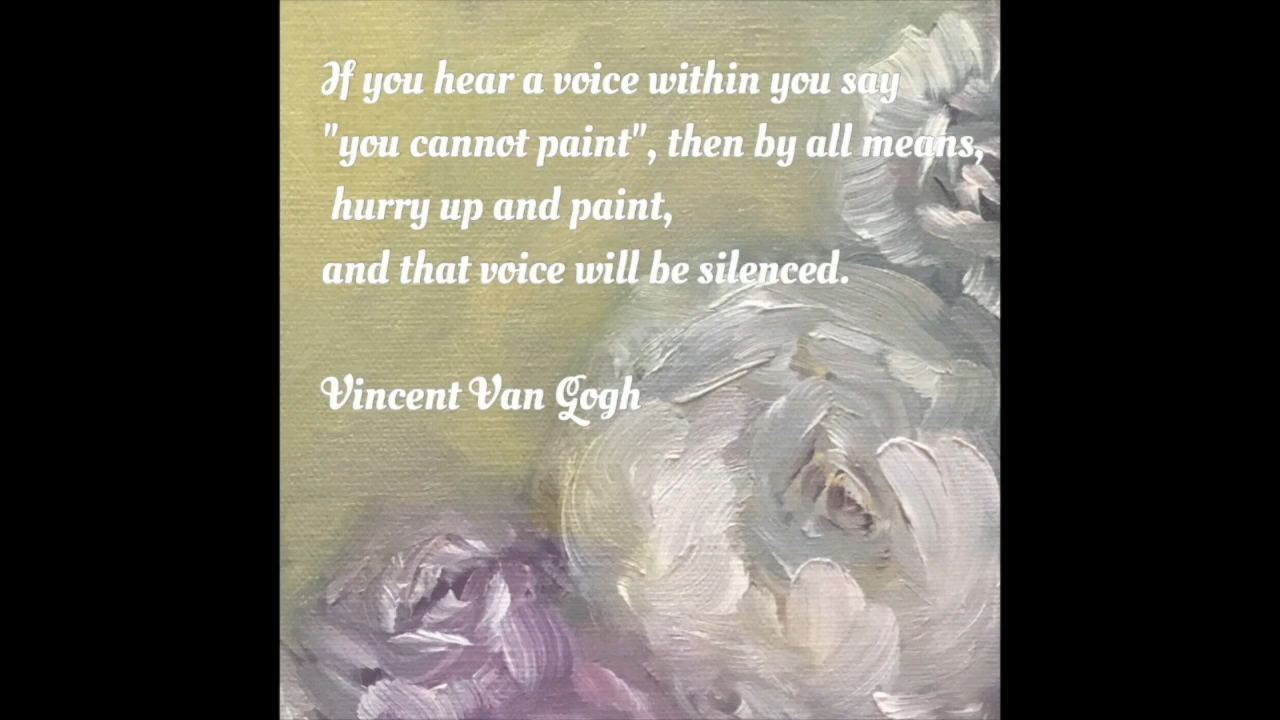 If you hear a voice within you say
"you cannot paint", then by all means,
hurry up and paint,
and that voice will be silenced.
Vincent Van Gogh